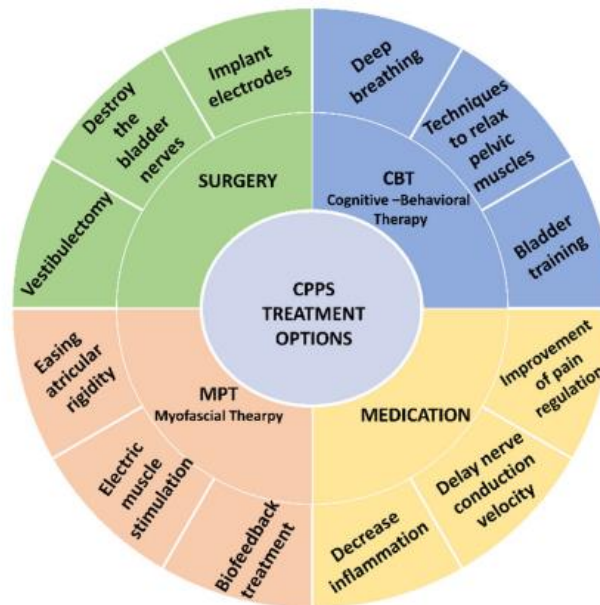 CPPS
TREATMENT
OPTIONS
SURGERY
Vestibulectomy
Destroy
the
bladder
nerves
Implant
electrodes
CBT
Cognitive –Behavioral
Therapy
Deep
breathing
Techniques
to relax
pelvic
muscles
Bladder
training
MEDICATION
Improvement
of pain
regulation
Delay nerve
conduction
velocity
Decrease
inflammation
MPT
Myofascial Thearpy
Easing
atricular
rigidity
Electric
muscle
stimulation
Biofeedback
treatment